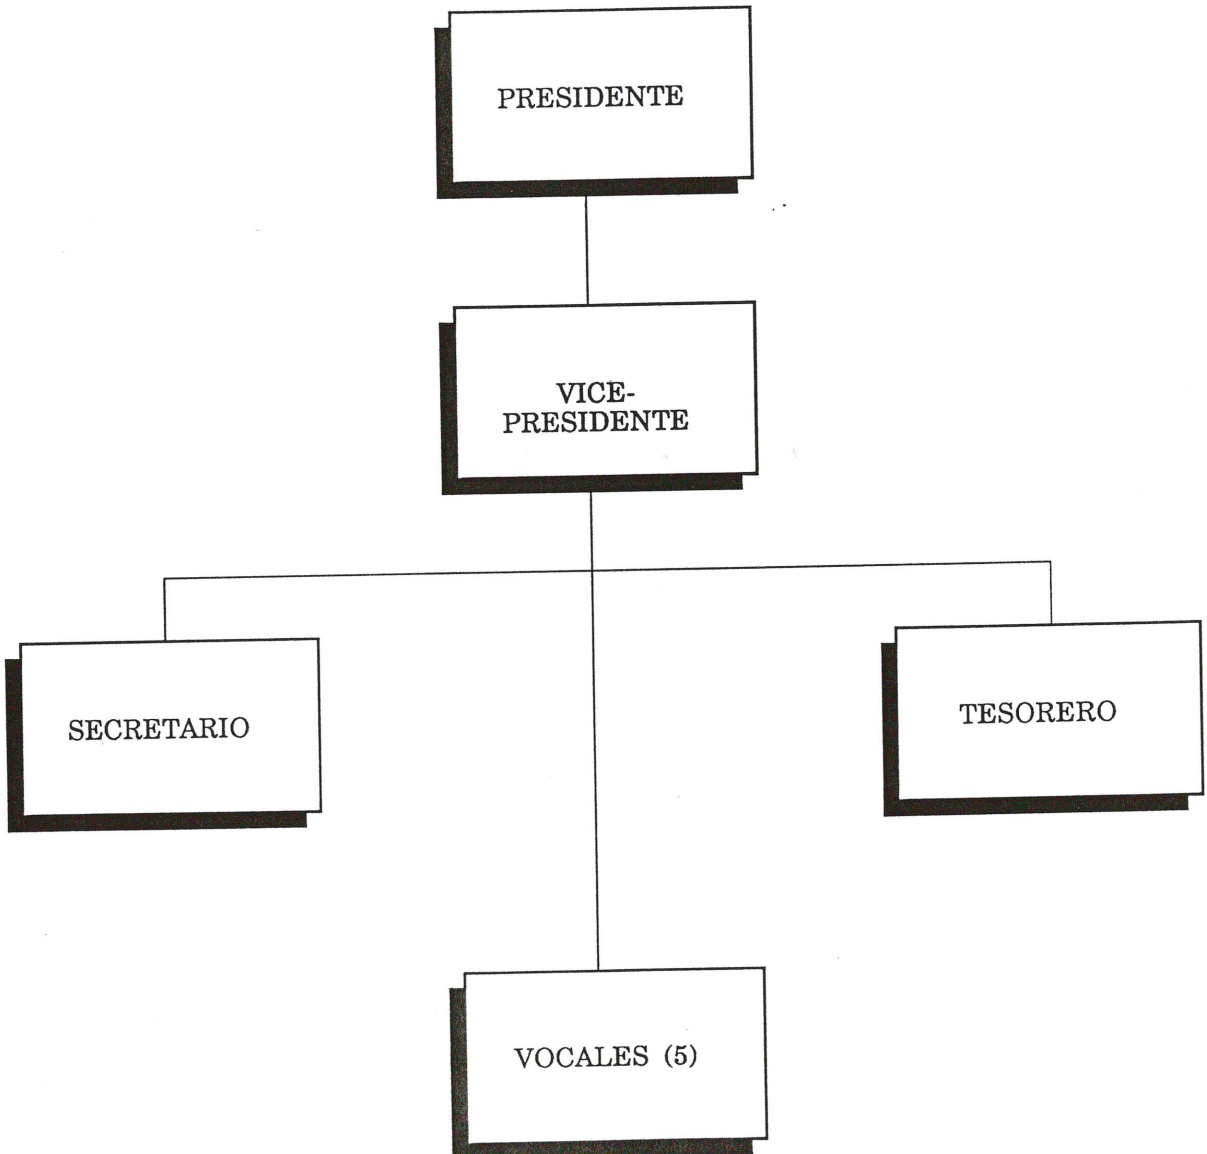 PRESIDENTE
VICE-
PRESIDENTE
SECRETARIO
TESORERO
VOCALES (5)